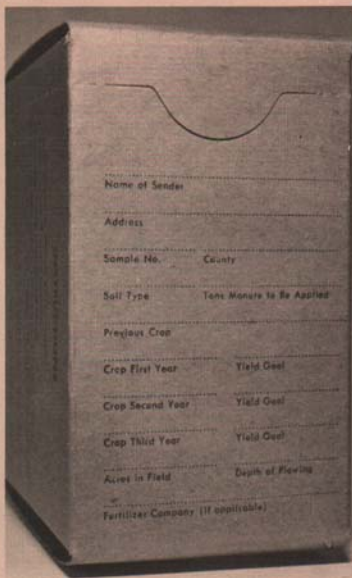 Name of Sender
Address
Sample No. County
Soil Type Tons Manure to Be Applied
Previous Crop
Crop First Year Yield Goal
Crop Second Year Yield Goal
Crop Third Year Yield Goal
Acres in Field Depth of Plowing
Fertilizer Company (If applicable)